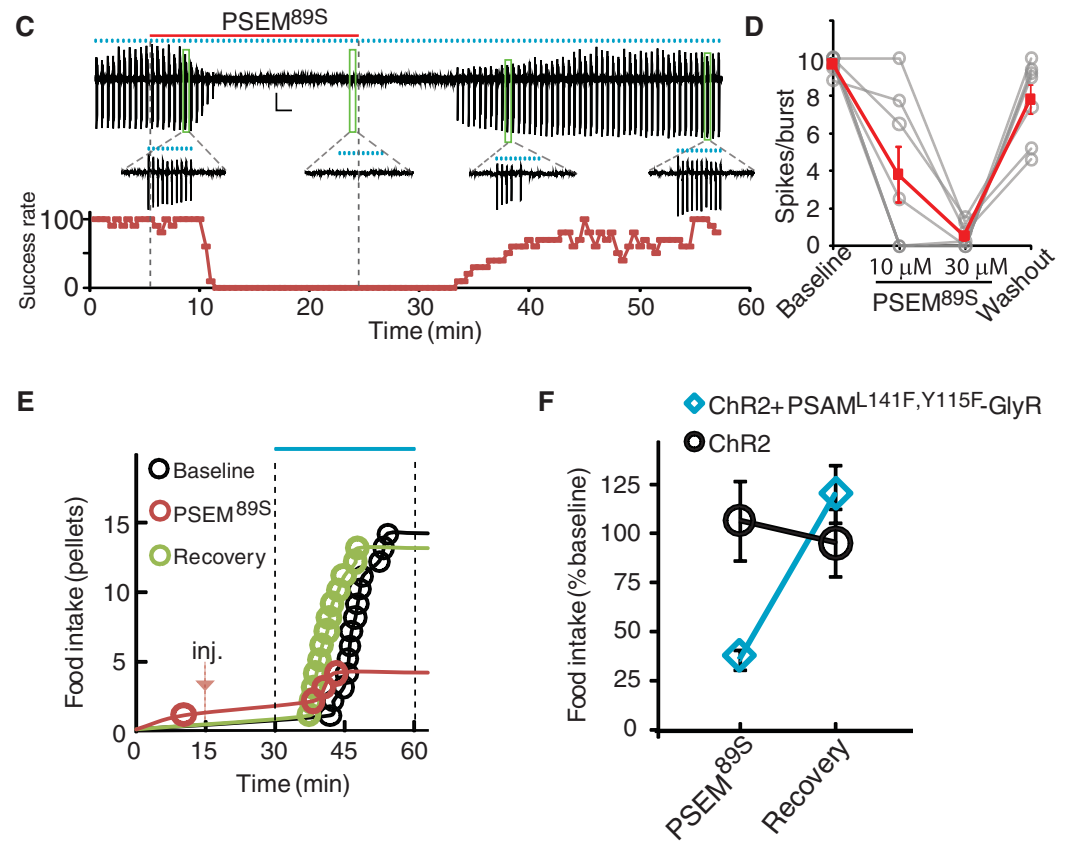 C
PSEM89S
Success rate
100
0
0 10 20 30 40 50 60
Time (min)
D
Spikes/burst
10
8
6
4
2
0
Baseline
10 µM 30 µM
PSEM89S
Washout
E
Food intake (pellets)
15
10
5
0
Baseline
PSEM89S
Recovery
inj.
0 15 30 45 60
Time (min)
F
ChR2+PSAML141F,Y115F-GlyR
ChR2
Food intake (% baseline)
125
100
75
50
25
0
PSEM89S
Recovery